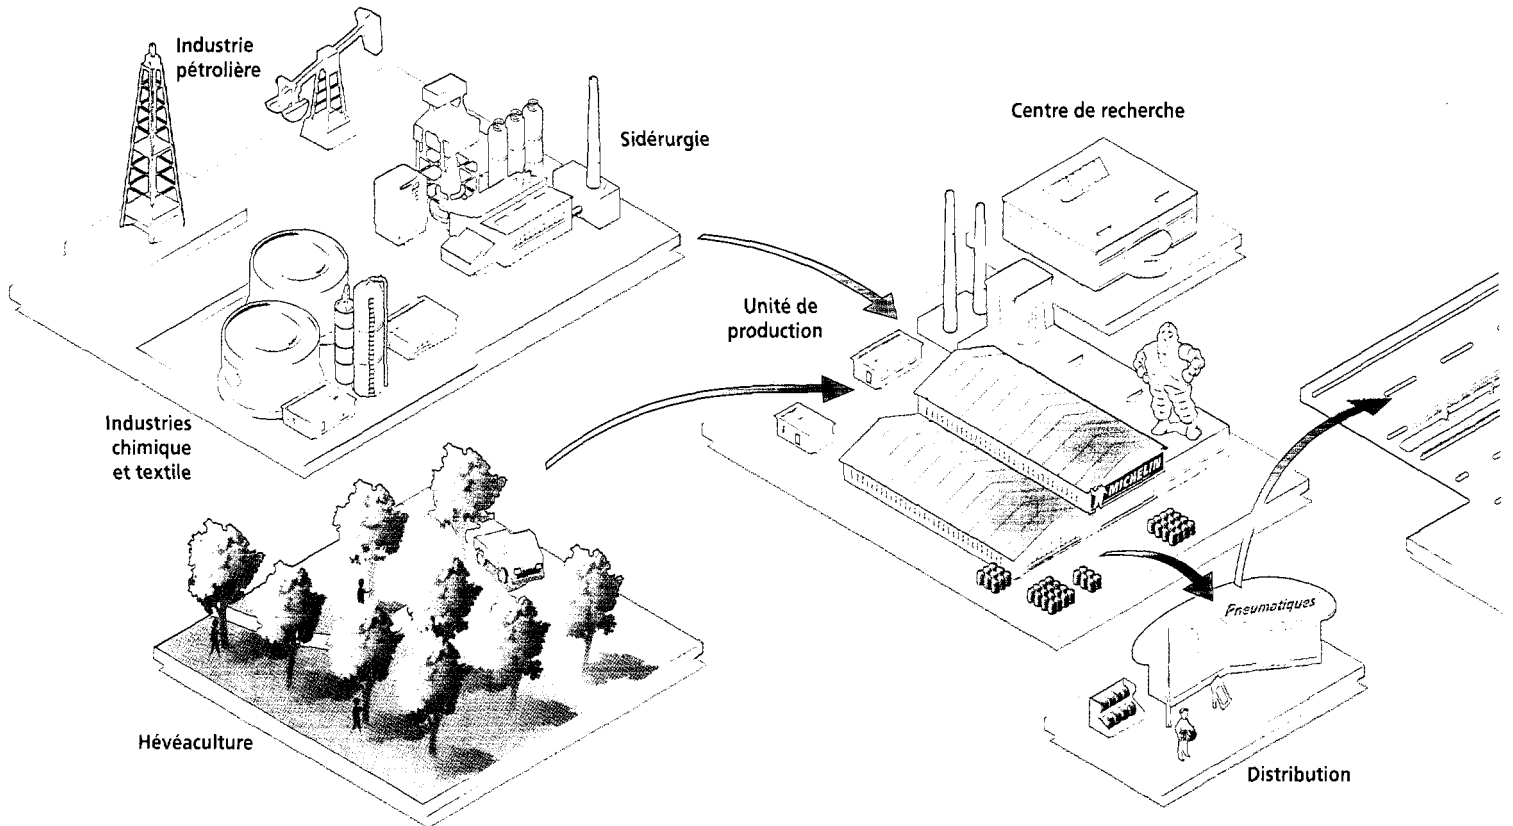 Industrie
pétrolière
Sidérurgie
Centre de recherche
Unité de
production
Industries
chimique
et textile
MICHELIN
Pneumatiques
Hévéaculture
Distribution